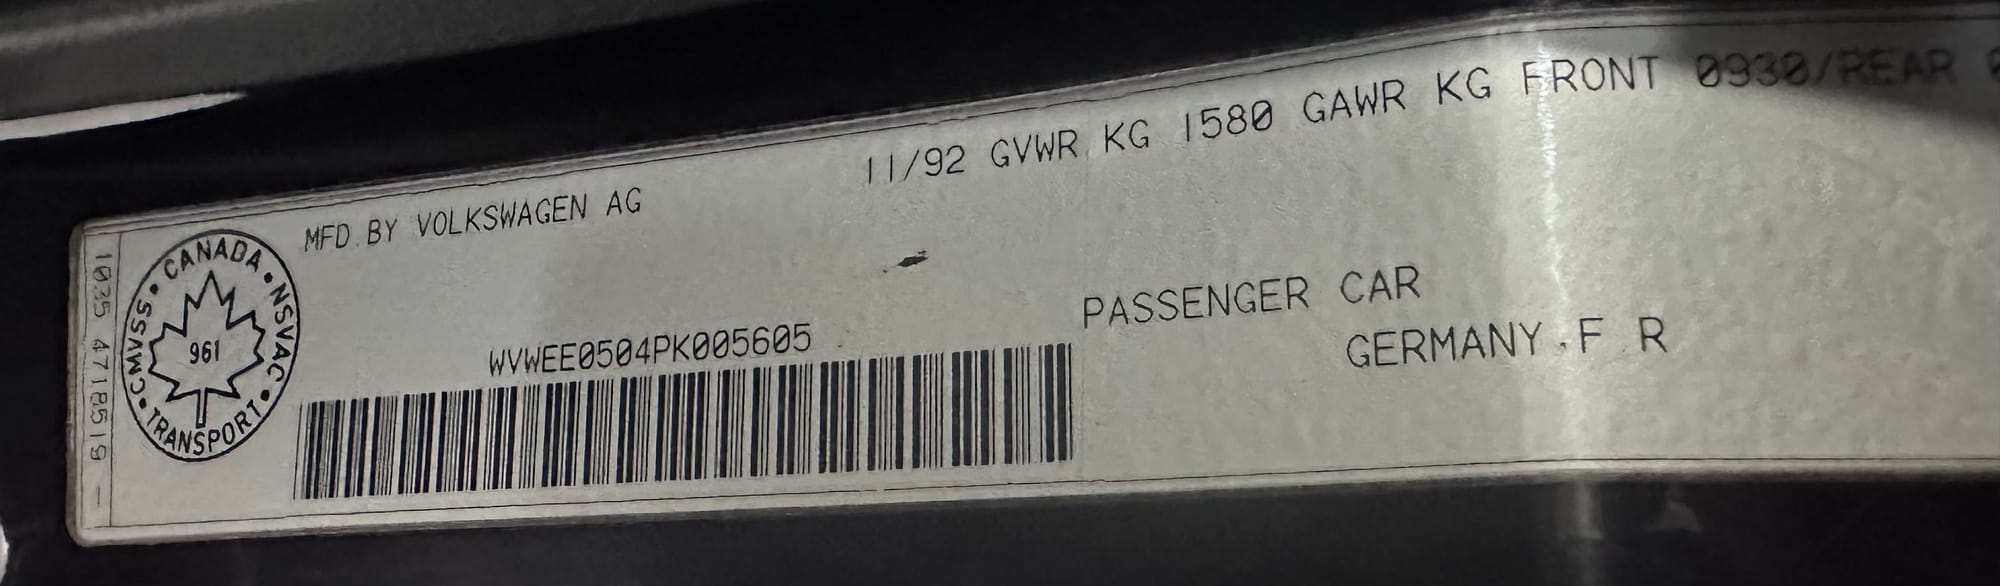 MFD BY VOLKSWAGEN AG
11/92 GVWR KG 1580 GAWR KG FRONT 0930/REAR
WVWEE0504PK005605
PASSENGER CAR
GERMANY.F R
CANADA • NSVAC • TRANSPORT • CMVSS •
961
1035 4718519 -